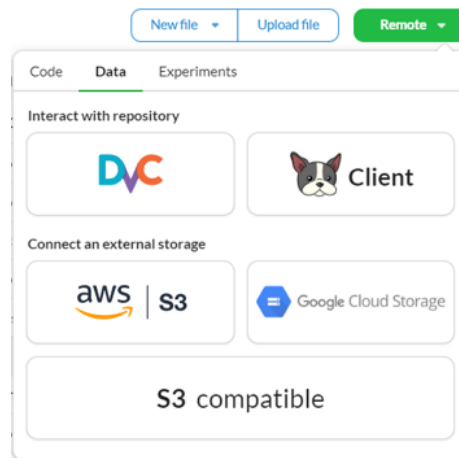 New file Upload file Remote
Code Data Experiments
Interact with repository
DVC Client
Connect an external storage
aws S3 Google Cloud Storage
S3 compatible